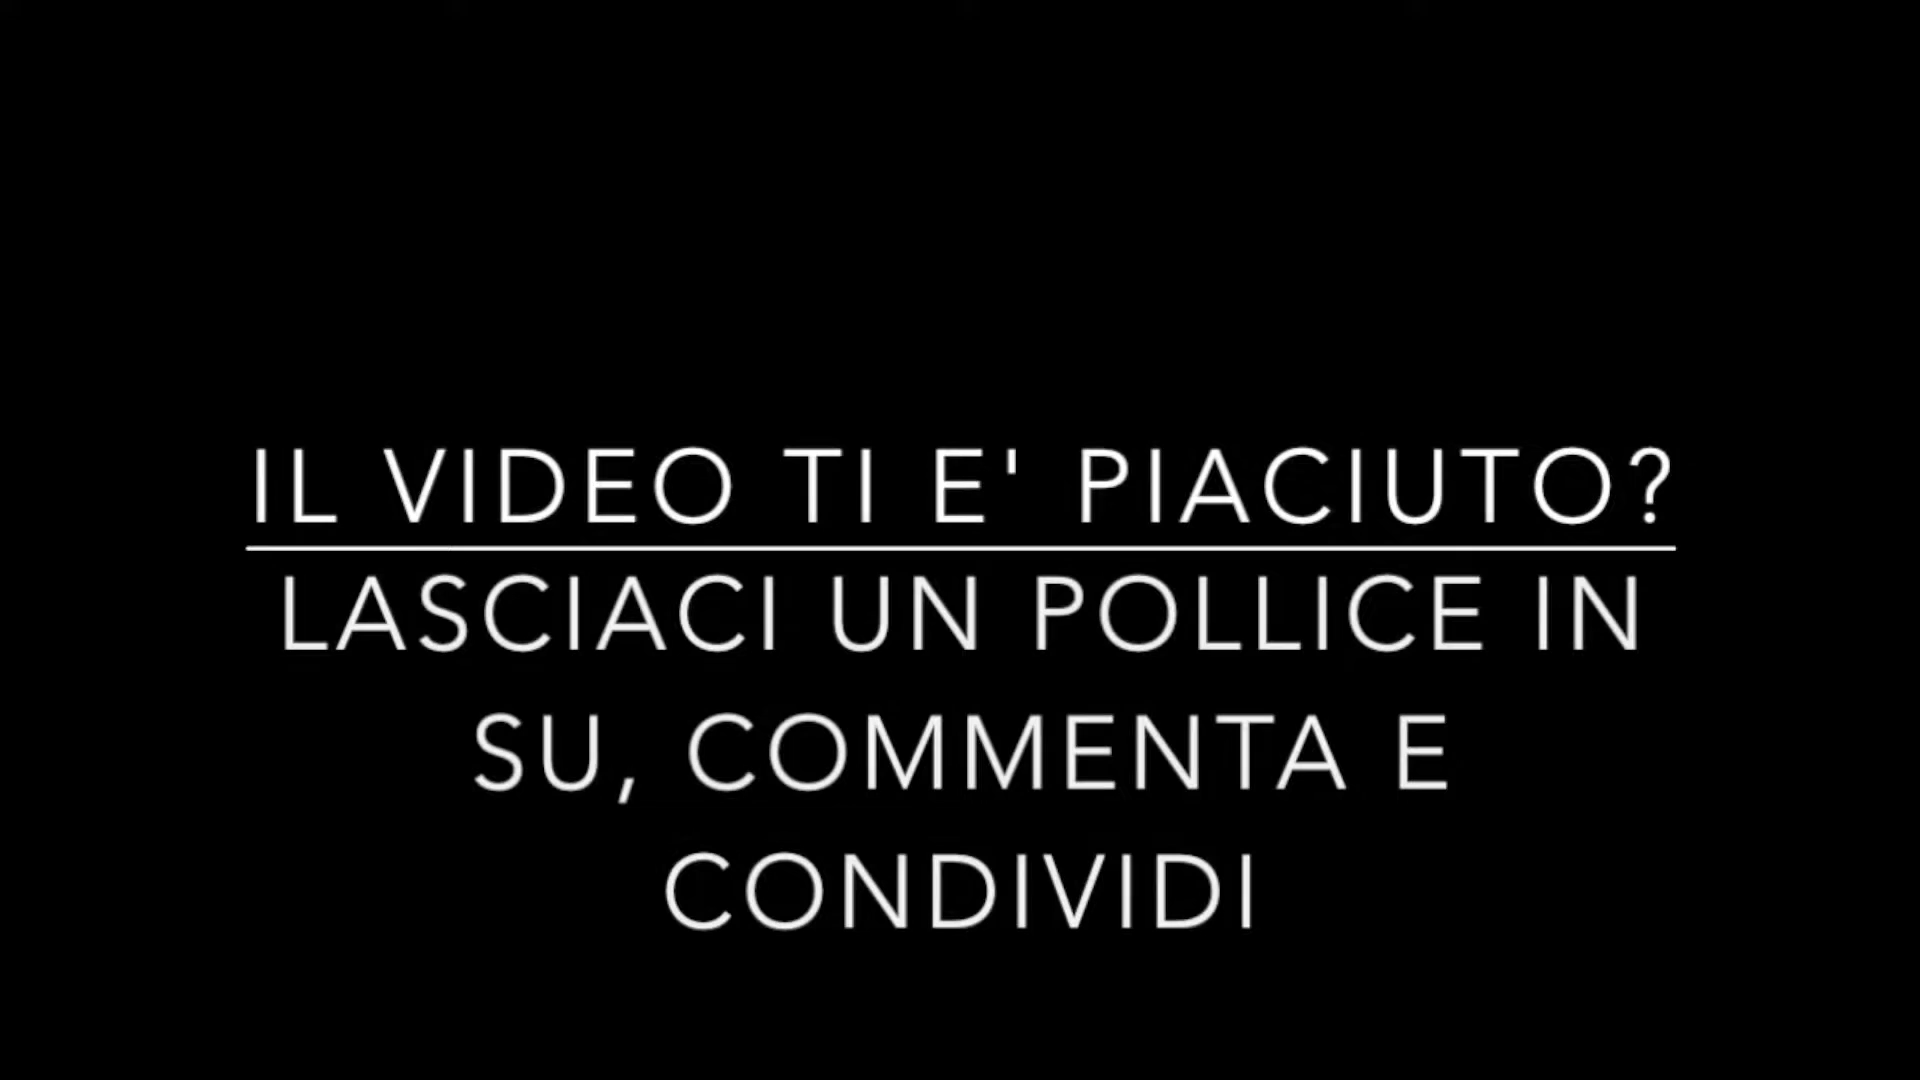 IL VIDEO TI E' PIACIUTO?
LASCIACI UN POLLICE IN
SU, COMMENTA E
CONDIVIDI